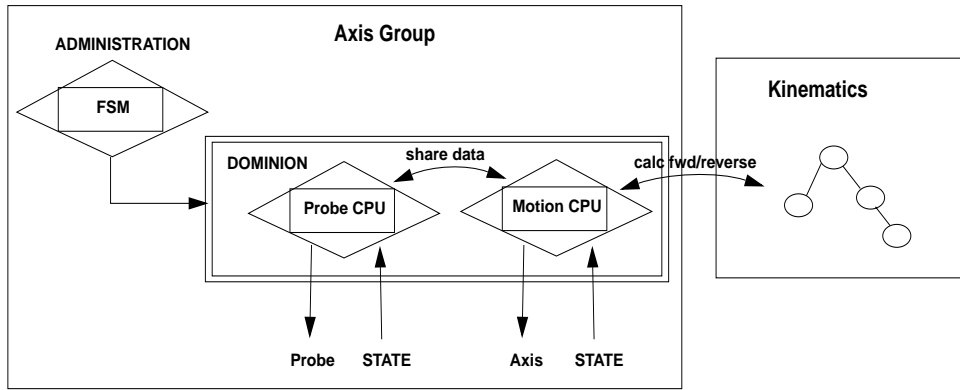 Axis Group
ADMINISTRATION
FSM
Kinematics
DOMINION
share data
calc fwd/reverse
Probe CPU
Motion CPU
Probe
STATE
Axis
STATE